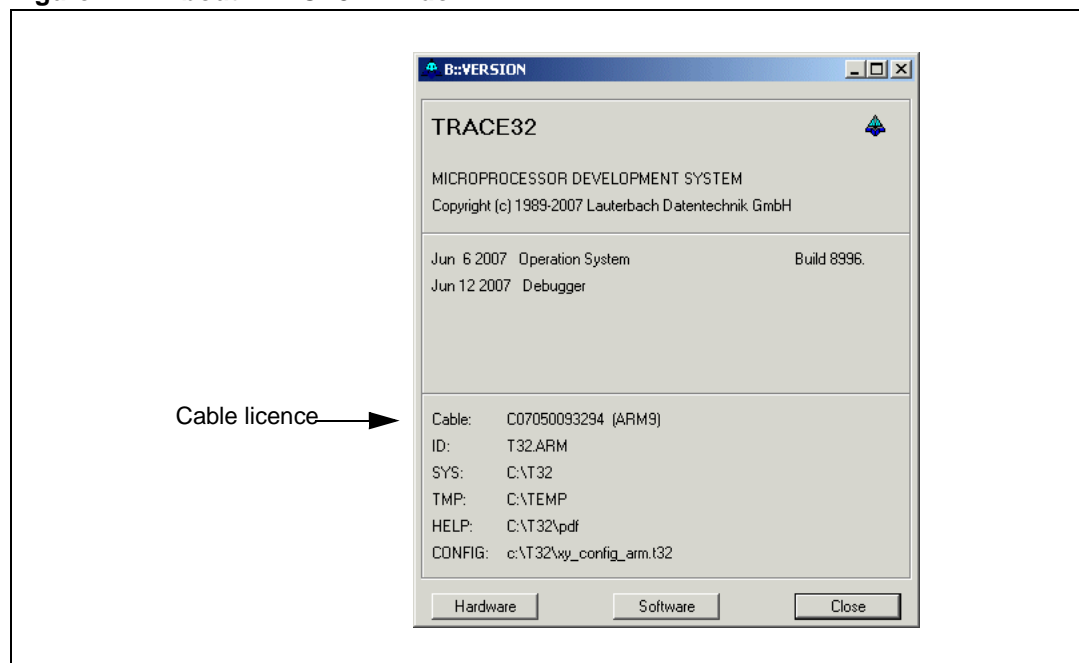 B::VERSION
TRACE32
MICROPROCESSOR DEVELOPMENT SYSTEM
Copyright (c) 1989-2007 Lauterbach Datentechnik GmbH
Jun 6 2007 Operation System Build 8996.
Jun 12 2007 Debugger
Cable licence
Cable: C07050093294 (ARM9)
ID: T32.ARM
SYS: C:\T32
TMP: C:\TEMP
HELP: C:\T32\pdf
CONFIG: c:\T32\xy_config_arm.t32
Hardware Software Close